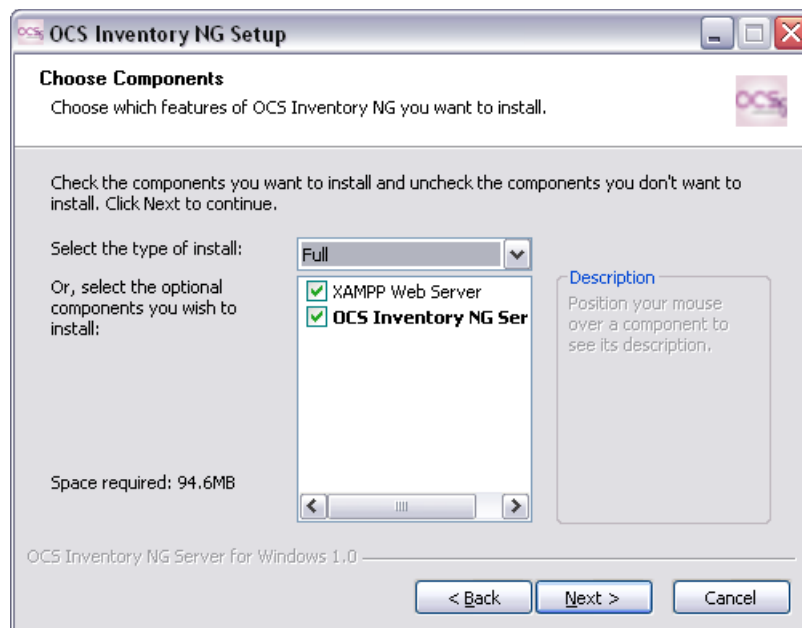 OCS Inventory NG Setup
Choose Components
Choose which features of OCS Inventory NG you want to install.
OCS
Check the components you want to install and uncheck the components you don't want to
install. Click Next to continue.
Select the type of install:
Full
Or, select the optional
components you wish to
install:
XAMPP Web Server
OCS Inventory NG Ser
Description
Position your mouse
over a component to
see its description.
Space required: 94.6MB
OCS Inventory NG Server for Windows 1.0
< Back
Next >
Cancel